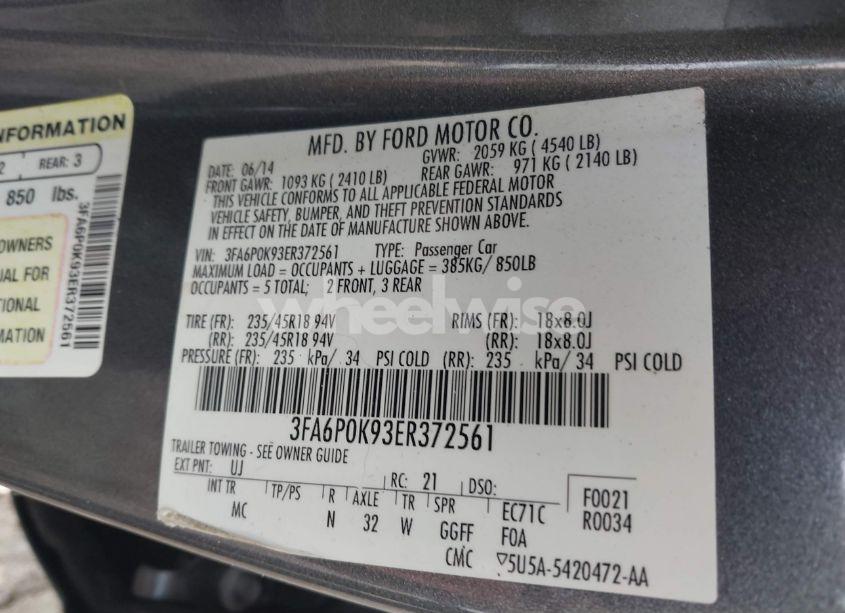 INFORMATION
2 REAR: 3
850 lbs.
OWNERS
UAL FOR
TIONAL
RMATION
3FA6P0K93ER372561
MFD. BY FORD MOTOR CO.
DATE: 06/14 GVWR: 2059 KG (4540 LB)
FRONT GAWR: 1093 KG (2410 LB) REAR GAWR: 971 KG (2140 LB)
THIS VEHICLE CONFORMS TO ALL APPLICABLE FEDERAL MOTOR
VEHICLE SAFETY, BUMPER, AND THEFT PREVENTION STANDARDS
IN EFFECT ON THE DATE OF MANUFACTURE SHOWN ABOVE.
VIN: 3FA6P0K93ER372561 TYPE: Passenger Car
MAXIMUM LOAD = OCCUPANTS + LUGGAGE = 385KG/ 850LB
OCCUPANTS = 5 TOTAL; 2 FRONT, 3 REAR
wheelwise
TIRE (FR): 235/45R18 94V RIMS (FR): 18x8.0J
(RR): 235/45R18 94V (RR): 18x8.0J
PRESSURE (FR): 235 kPa/ 34 PSI COLD (RR): 235 kPa/ 34 PSI COLD
3FA6P0K93ER372561
TRAILER TOWING - SEE OWNER GUIDE
EXT PNT: UJ RC: 21 DSO:
INT TR TP/PS R AXLE TR SPR EC71C F0021
MC N 32 W GGFF F0A R0034
CMC ▽5U5A-5420472-AA